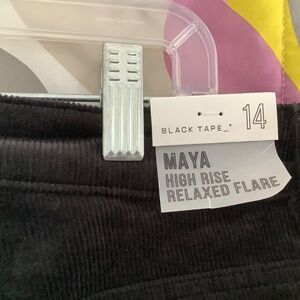 BLACK TAPE_® 14
MAYA
HIGH RISE
RELAXED FLARE